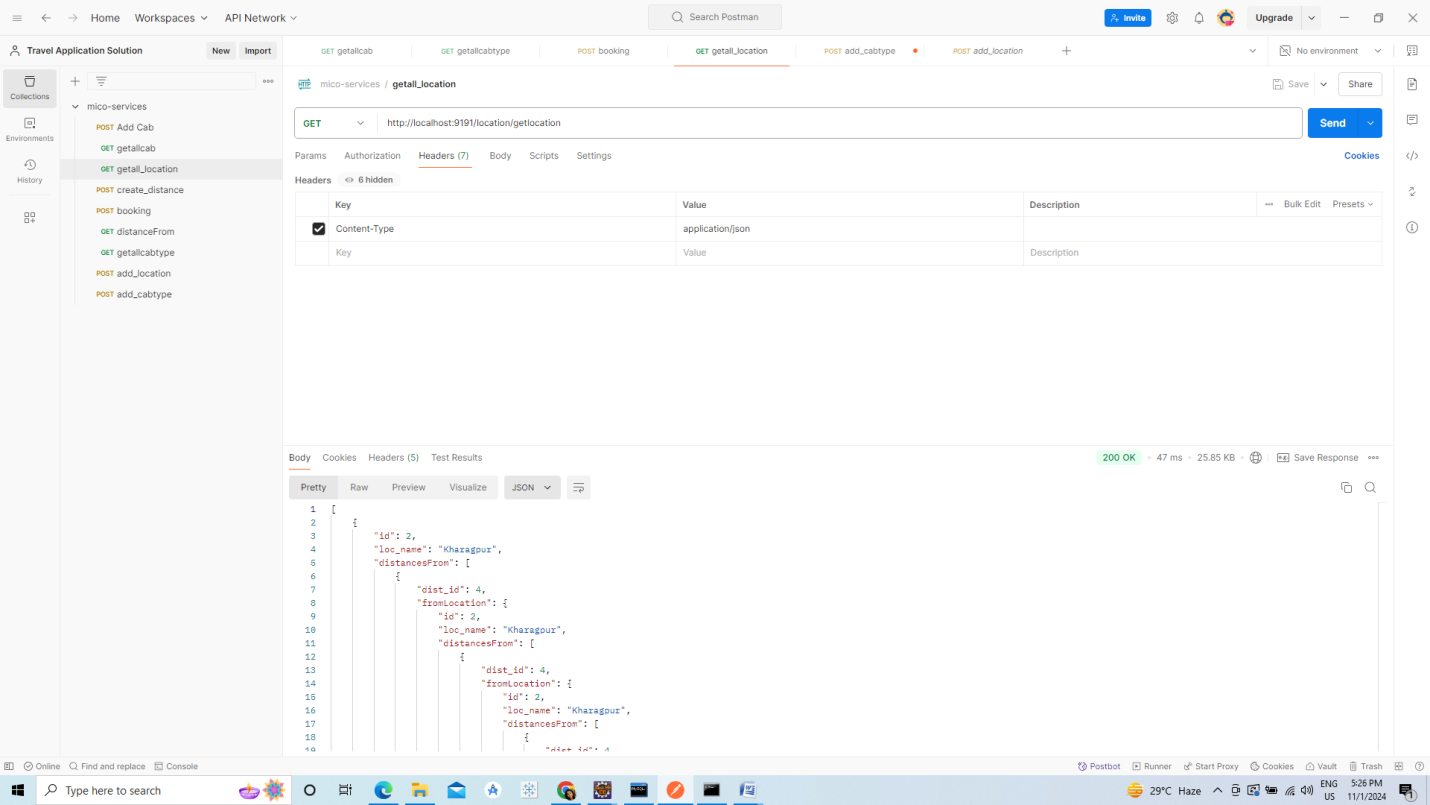 Home Workspaces API Network Search Postman Invite Upgrade
Travel Application Solution New Import
GET getallcab GET getallcabtype POST booking GET getall_location POST add_cabtype POST add_location No environment
Collections
Environments
History
mico-services
POST Add Cab
GET getallcab
GET getall_location
POST create_distance
POST booking
GET distanceFrom
GET getallcabtype
POST add_location
POST add_cabtype
HTTP mico-services / getall_location Save Share
GET http://localhost:9191/location/getlocation Send
Params Authorization Headers (7) Body Scripts Settings Cookies
Headers 6 hidden
Key Value Description Bulk Edit Presets
Content-Type application/json
Key Value Description
Body Cookies Headers (5) Test Results 200 OK 47 ms 25.85 KB Save Response
Pretty Raw Preview Visualize JSON
1 [
2 {
3 "id": 2,
4 "loc_name": "Kharagpur",
5 "distancesFrom": [
6 {
7 "dist_id": 4,
8 "fromLocation": {
9 "id": 2,
10 "loc_name": "Kharagpur",
11 "distancesFrom": [
12 {
13 "dist_id": 4,
14 "fromLocation": {
15 "id": 2,
16 "loc_name": "Kharagpur",
17 "distancesFrom": [
18 {
19 "dist_id": 4
Online Find and replace Console Postbot Runner Start Proxy Cookies Vault Trash
Type here to search 29°C Haze ENG US 5:26 PM 11/1/2024 1